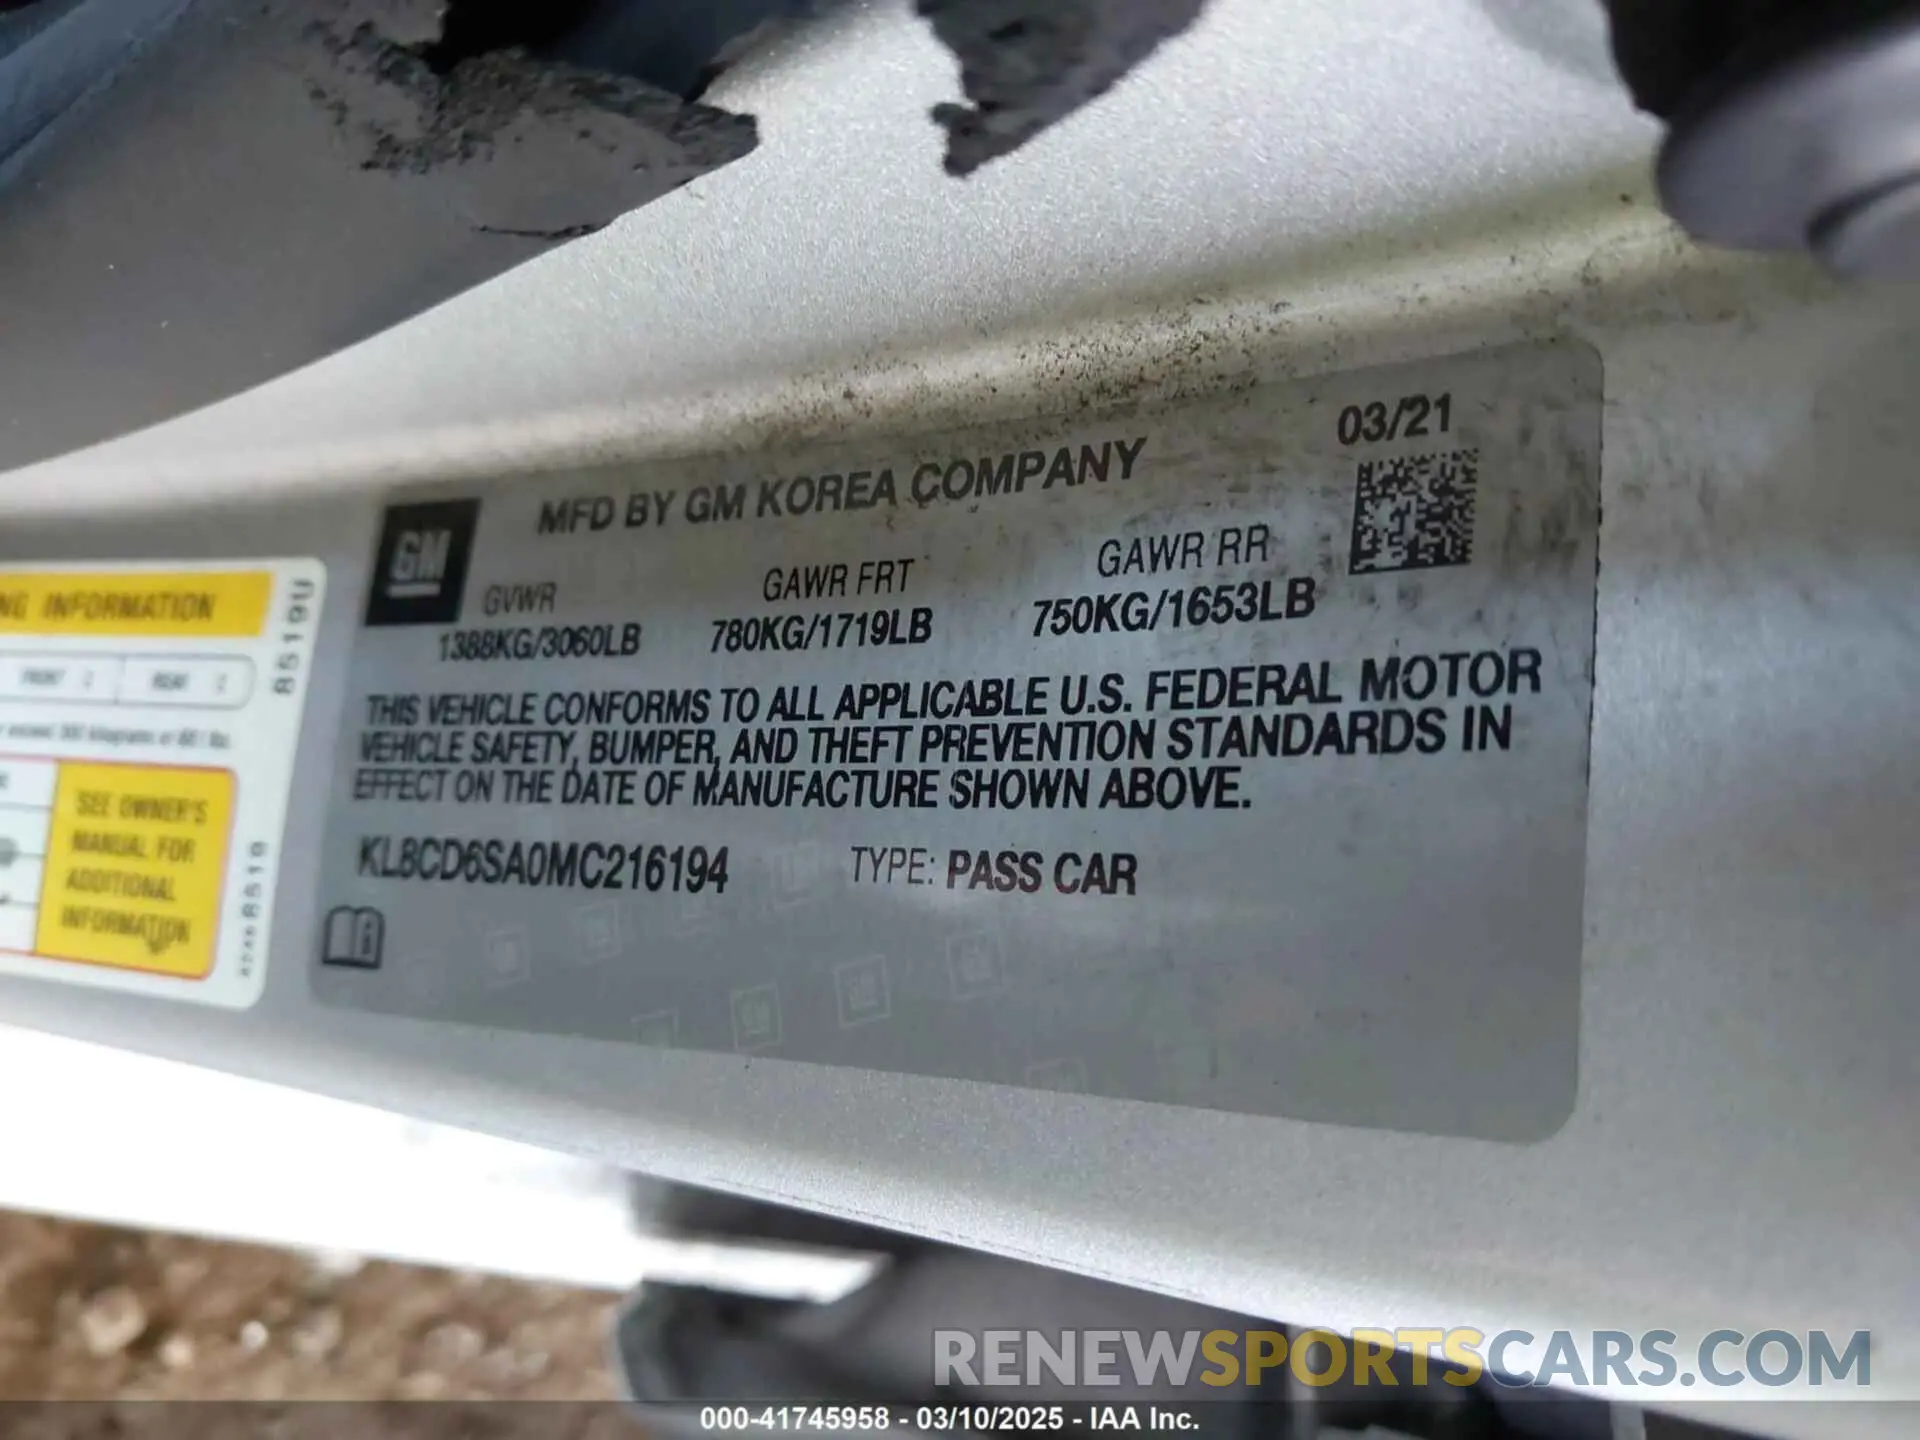 03/21
MFD BY GM KOREA COMPANY
GM
GVWR GAWR FRT GAWR RR
1388KG/3060LB 780KG/1719LB 750KG/1653LB
THIS VEHICLE CONFORMS TO ALL APPLICABLE U.S. FEDERAL MOTOR
VEHICLE SAFETY, BUMPER, AND THEFT PREVENTION STANDARDS IN
EFFECT ON THE DATE OF MANUFACTURE SHOWN ABOVE.
KL8CD6SA0MC216194 TYPE: PASS CAR
INFORMATION
8519U
FRONT 2 REAR 2
SEE OWNER'S
MANUAL FOR
ADDITIONAL
INFORMATION
RENEWSPORTSCARS.COM
000-41745958 - 03/10/2025 - IAA Inc.